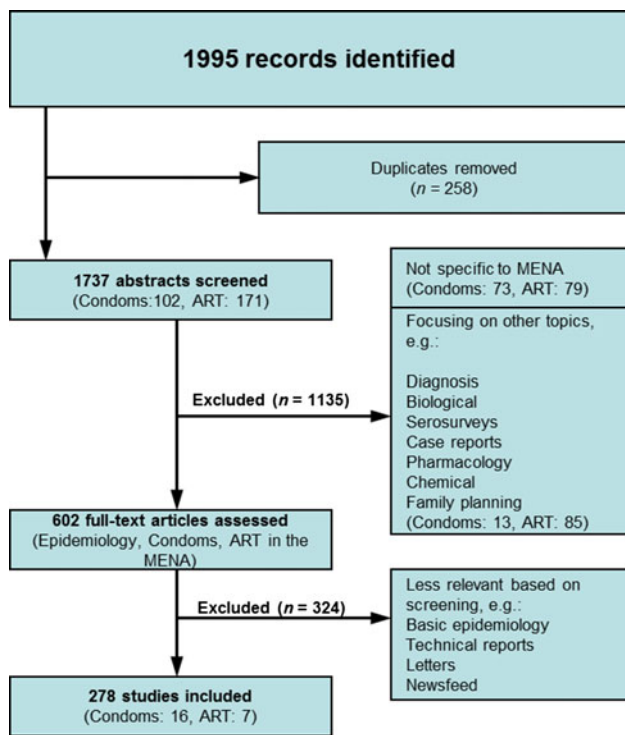 1995 records identified
Duplicates removed
(n = 258)
1737 abstracts screened
(Condoms:102, ART: 171)
Not specific to MENA
(Condoms: 73, ART: 79)
Focusing on other topics,
e.g.:
Diagnosis
Biological
Serosurveys
Case reports
Pharmacology
Chemical
Family planning
(Condoms: 13, ART: 85)
Excluded (n = 1135)
602 full-text articles assessed
(Epidemiology, Condoms, ART in the
MENA)
Excluded (n = 324)
Less relevant based on
screening, e.g.:
Basic epidemiology
Technical reports
Letters
Newsfeed
278 studies included
(Condoms: 16, ART: 7)